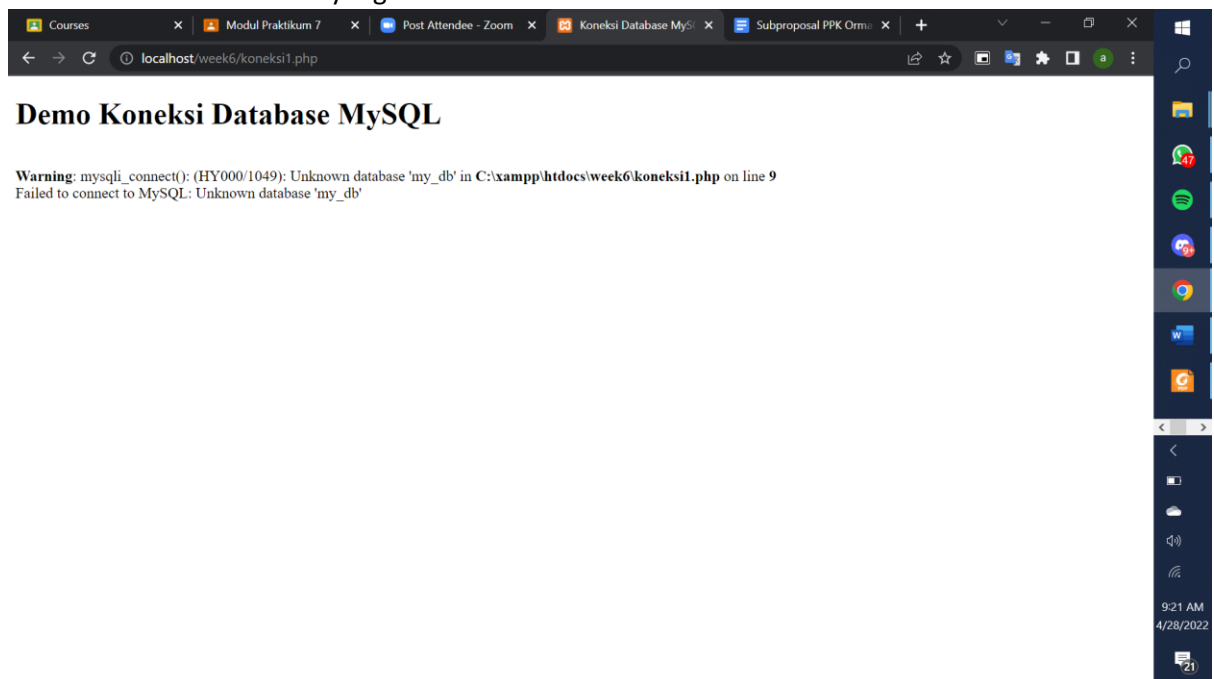 Courses
Modul Praktikum 7
Post Attendee - Zoom
Koneksi Database MyS
Subproposal PPK Orma
localhost/week6/koneksi1.php
a
Demo Koneksi Database MySQL
Warning: mysqli_connect(): (HY000/1049): Unknown database 'my_db' in C:\xampp\htdocs\week6\koneksi1.php on line 9
Failed to connect to MySQL: Unknown database 'my_db'
47
9+
W
PDF
9:21 AM
4/28/2022
21